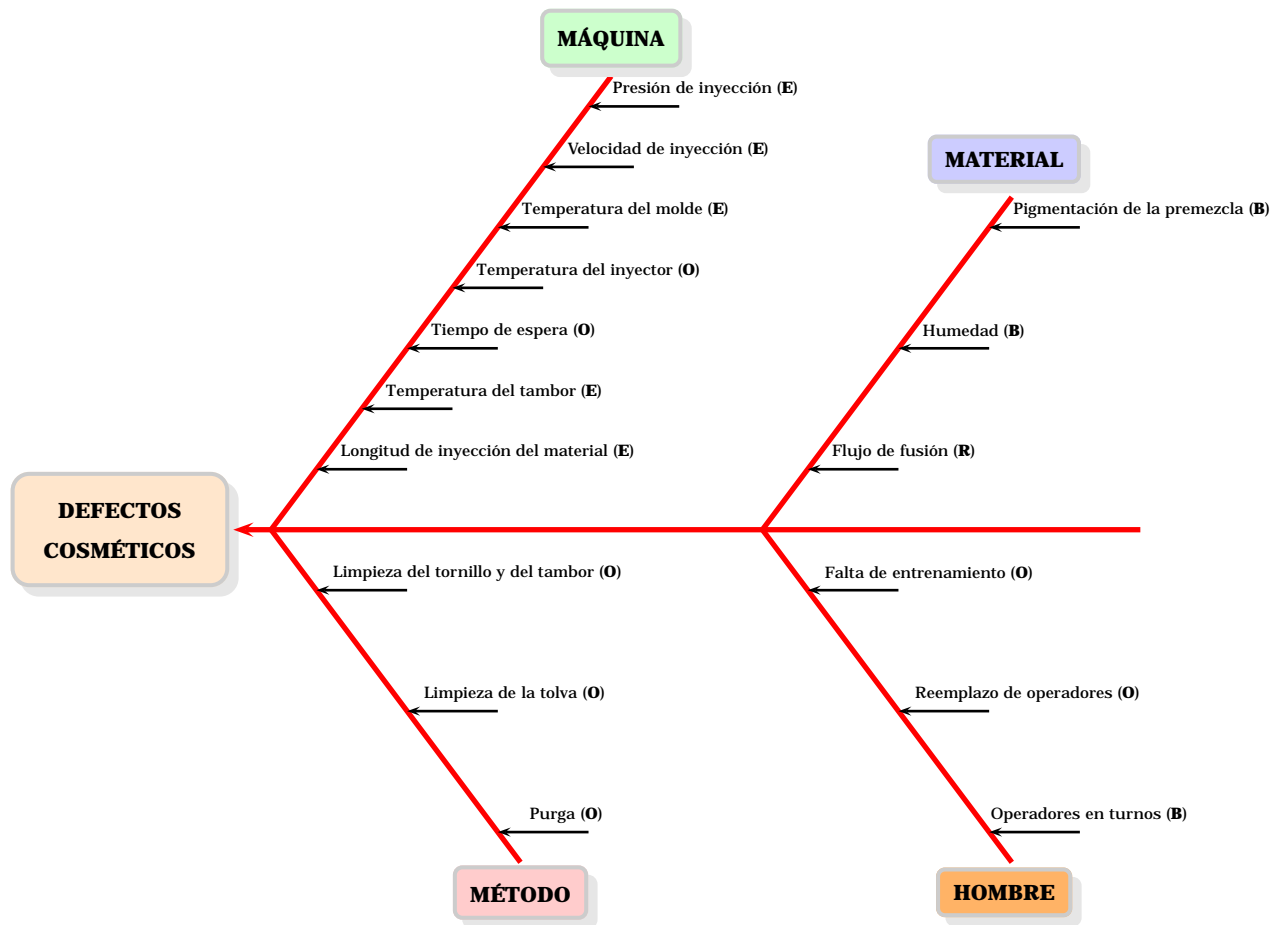 MÁQUINA
Presión de inyección (E)
Velocidad de inyección (E)
Temperatura del molde (E)
Temperatura del inyector (O)
Tiempo de espera (O)
Temperatura del tambor (E)
Longitud de inyección del material (E)
MATERIAL
Pigmentación de la premezcla (B)
Humedad (B)
Flujo de fusión (R)
DEFECTOS
COSMÉTICOS
Limpieza del tornillo y del tambor (O)
Limpieza de la tolva (O)
Purga (O)
MÉTODO
Falta de entrenamiento (O)
Reemplazo de operadores (O)
Operadores en turnos (B)
HOMBRE